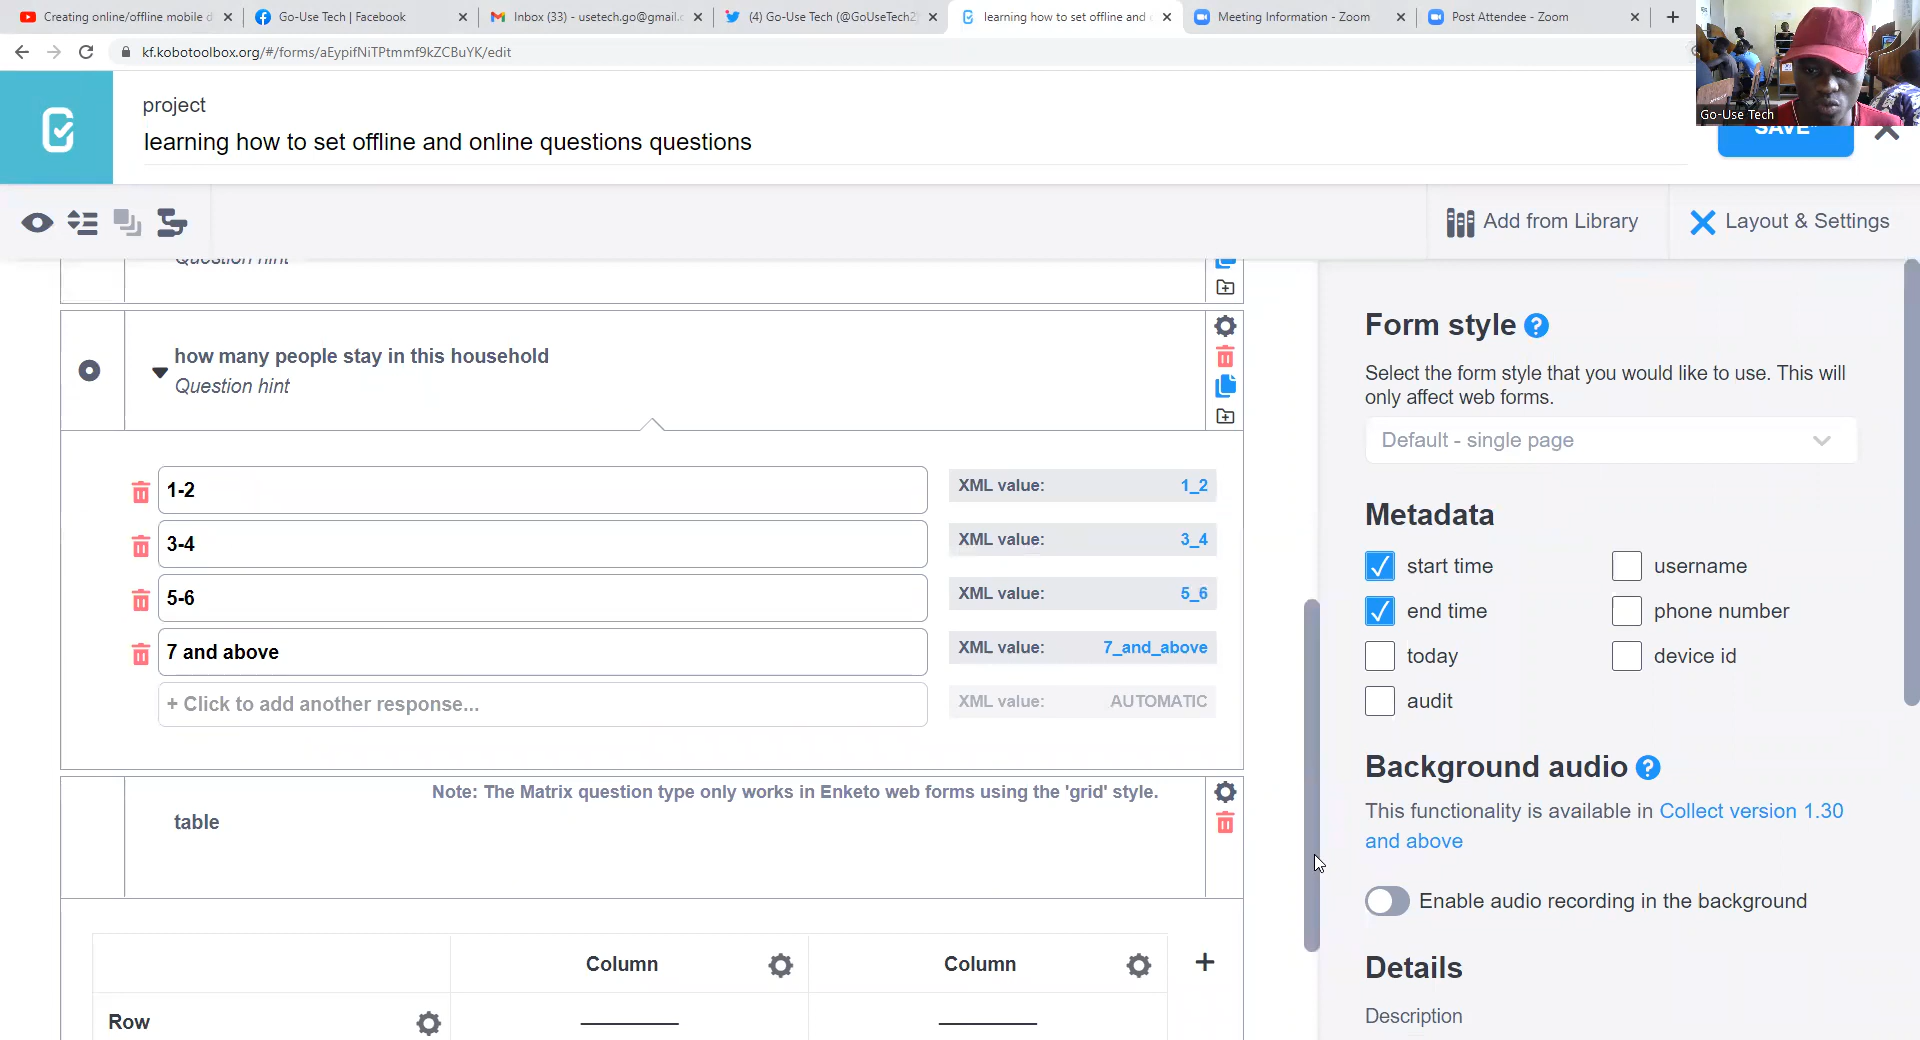 Creating online/offline mobile d
Go-Use Tech | Facebook
Inbox (33) - usetech.go@gmail.c
(4) Go-Use Tech (@GoUseTech2
learning how to set offline and
Meeting Information - Zoom
Post Attendee - Zoom
kf.kobotoolbox.org/#/forms/aEypifNiTPtmmf9kZCBuYK/edit
Go-Use Tech
project
learning how to set offline and online questions questions
SAVE*
Add from Library
Layout & Settings
Question hint
how many people stay in this household
Question hint
1-2
XML value: 1_2
3-4
XML value: 3_4
5-6
XML value: 5_6
7 and above
XML value: 7_and_above
+ Click to add another response...
XML value: AUTOMATIC
Note: The Matrix question type only works in Enketo web forms using the 'grid' style.
table
Column
Column
+
Row
Form style ?
Select the form style that you would like to use. This will
only affect web forms.
Default - single page
Metadata
start time
username
end time
phone number
today
device id
audit
Background audio ?
This functionality is available in Collect version 1.30
and above
Enable audio recording in the background
Details
Description